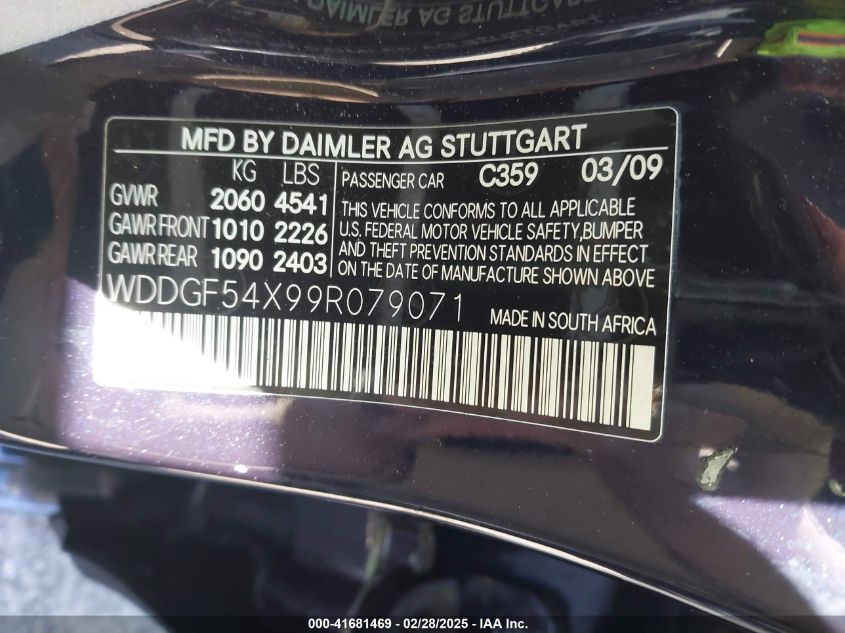 DAIMLER AG STUTTGART
MFD BY DAIMLER AG STUTTGART
KG LBS
GVWR 2060 4541
GAWR FRONT 1010 2226
GAWR REAR 1090 2403
PASSENGER CAR C359 03/09
THIS VEHICLE CONFORMS TO ALL APPLICABLE
U.S. FEDERAL MOTOR VEHICLE SAFETY,BUMPER
AND THEFT PREVENTION STANDARDS IN EFFECT
ON THE DATE OF MANUFACTURE SHOWN ABOVE
WDDGF54X99R079071
MADE IN SOUTH AFRICA
000-41681469 - 02/28/2025 - IAA Inc.